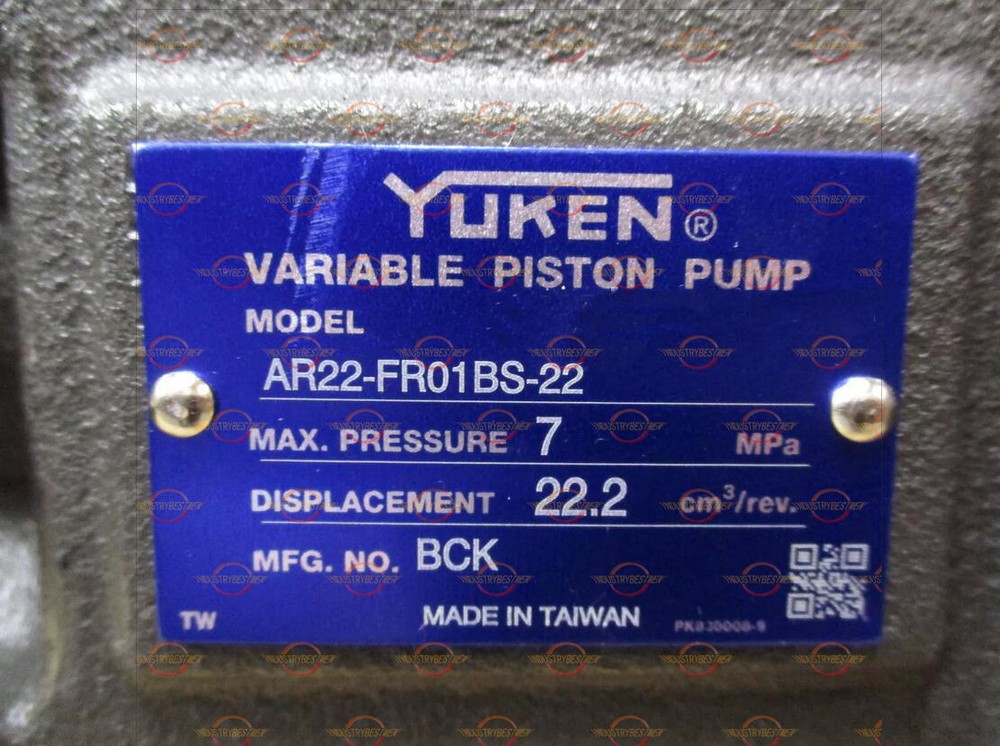 YUKEN®
VARIABLE PISTON PUMP
MODEL
AR22-FR01BS-22
MAX. PRESSURE 7 MPa
DISPLACEMENT 22.2 cm³/rev.
MFG. NO. BCK
TW MADE IN TAIWAN